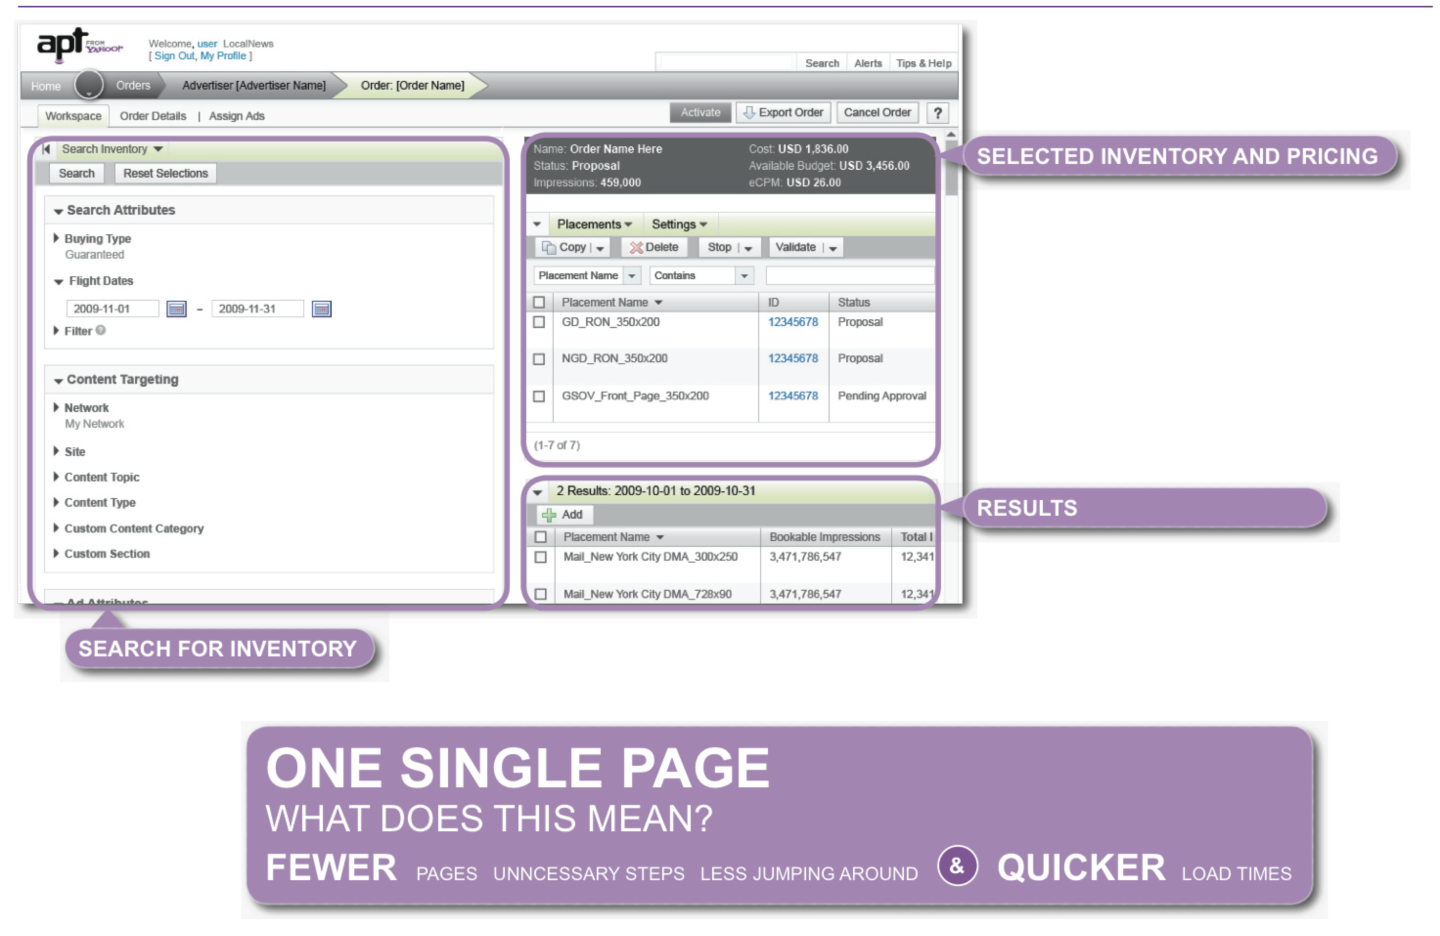 apt FROM YAHOO!
Welcome, user LocalNews
[ Sign Out, My Profile ]
Search Alerts Tips & Help
Home Orders Advertiser [Advertiser Name] Order: [Order Name]
Workspace Order Details | Assign Ads
Activate Export Order Cancel Order ?
Search Inventory
Search Reset Selections
Search Attributes
Buying Type
Guaranteed
Flight Dates
2009-11-01 – 2009-11-31
Filter
Content Targeting
Network
My Network
Site
Content Topic
Content Type
Custom Content Category
Custom Section
Ad Attributes
Name: Order Name Here Cost: USD 1,836.00
Status: Proposal Available Budget: USD 3,456.00
Impressions: 459,000 eCPM: USD 26.00
Placements Settings
Copy | Delete Stop | Validate |
Placement Name Contains
Placement Name ID Status
GD_RON_350x200 12345678 Proposal
NGD_RON_350x200 12345678 Proposal
GSOV_Front_Page_350x200 12345678 Pending Approval
(1-7 of 7)
2 Results: 2009-10-01 to 2009-10-31
Add
Placement Name Bookable Impressions Total I
Mail_New York City DMA_300x250 3,471,786,547 12,341
Mail_New York City DMA_728x90 3,471,786,547 12,341
SELECTED INVENTORY AND PRICING
RESULTS
SEARCH FOR INVENTORY
ONE SINGLE PAGE
WHAT DOES THIS MEAN?
FEWER PAGES UNNCESSARY STEPS LESS JUMPING AROUND & QUICKER LOAD TIMES